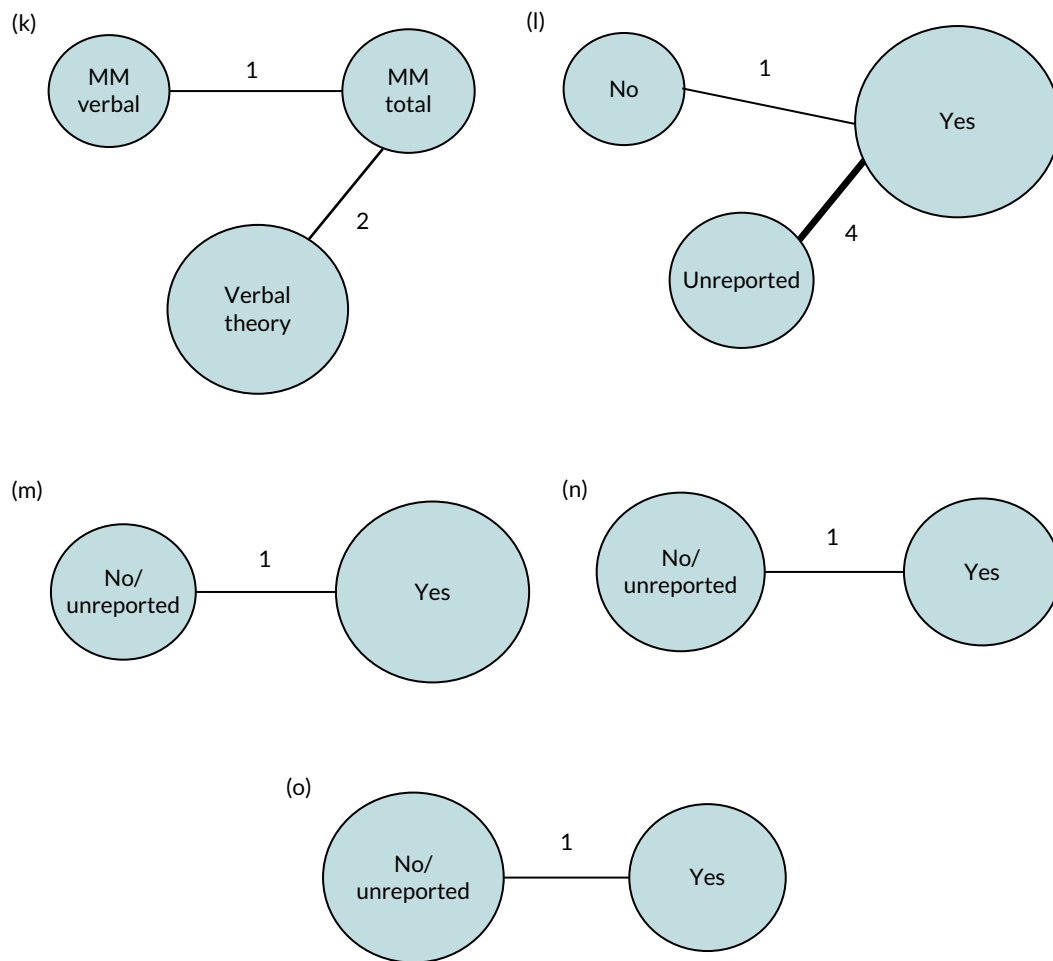 (k)
MM
verbal
1
MM
total
2
Verbal
theory
(l)
No
1
Yes
4
Unreported
(m)
No/
unreported
1
Yes
(n)
No/
unreported
1
Yes
(o)
No/
unreported
1
Yes